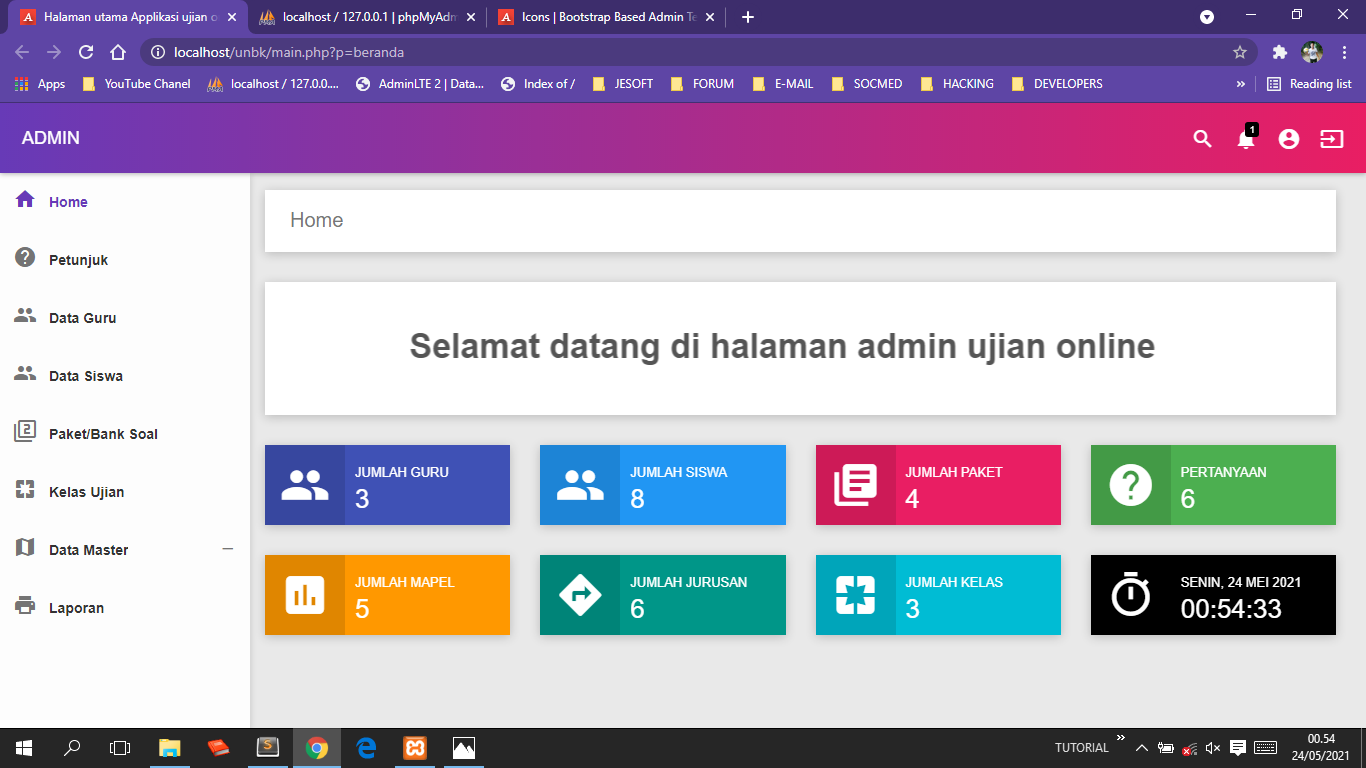 Halaman utama Applikasi ujian o
localhost / 127.0.0.1 | phpMyAdm
Icons | Bootstrap Based Admin Te
localhost/unbk/main.php?p=beranda
Apps
YouTube Chanel
localhost / 127.0.0....
AdminLTE 2 | Data...
Index of /
JESOFT
FORUM
E-MAIL
SOCMED
HACKING
DEVELOPERS
»
Reading list
ADMIN
1
Home
Petunjuk
Data Guru
Data Siswa
Paket/Bank Soal
Kelas Ujian
Data Master
Laporan
Home
Selamat datang di halaman admin ujian online
JUMLAH GURU
3
JUMLAH SISWA
8
JUMLAH PAKET
4
PERTANYAAN
6
JUMLAH MAPEL
5
JUMLAH JURUSAN
6
JUMLAH KELAS
3
SENIN, 24 MEI 2021
00:54:33
TUTORIAL
»
00.54
24/05/2021